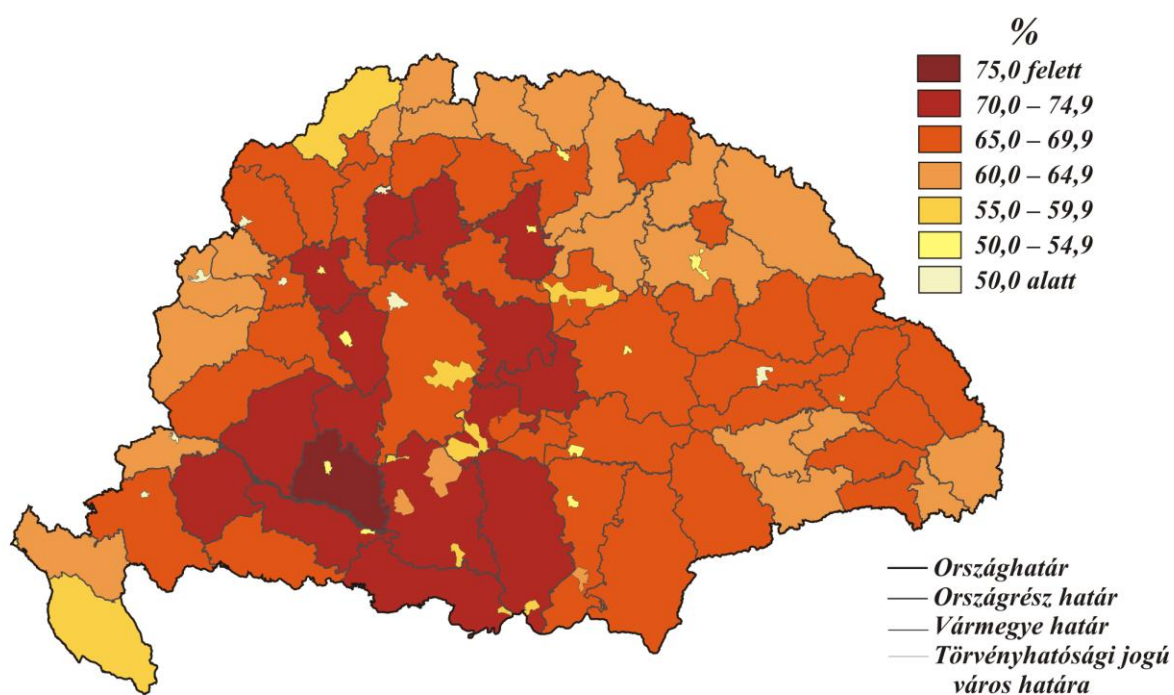 %
75,0 felett
70,0 – 74,9
65,0 – 69,9
60,0 – 64,9
55,0 – 59,9
50,0 – 54,9
50,0 alatt
Országhatár
Országrész határ
Vármegye határ
Törvényhatósági jogú
város határa